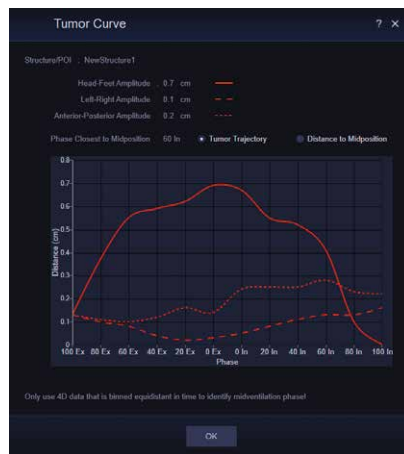 Tumor Curve ? ×
Structure/POI : NewStructure1
Head-Feet Amplitude : 0.7 cm
Left-Right Amplitude : 0.1 cm
Anterior-Posterior Amplitude : 0.2 cm
Phase Closest to Midposition 60 In Tumor Trajectory Distance to Midposition
0.8
0.7
0.6
0.5
0.4
0.3
0.2
0.1
0
Distance (cm)
100 Ex 80 Ex 60 Ex 40 Ex 20 Ex 0 Ex 0 In 20 In 40 In 60 In 80 In 100 In
Phase
Only use 4D data that is binned equidistant in time to identify midventilation phase!
OK